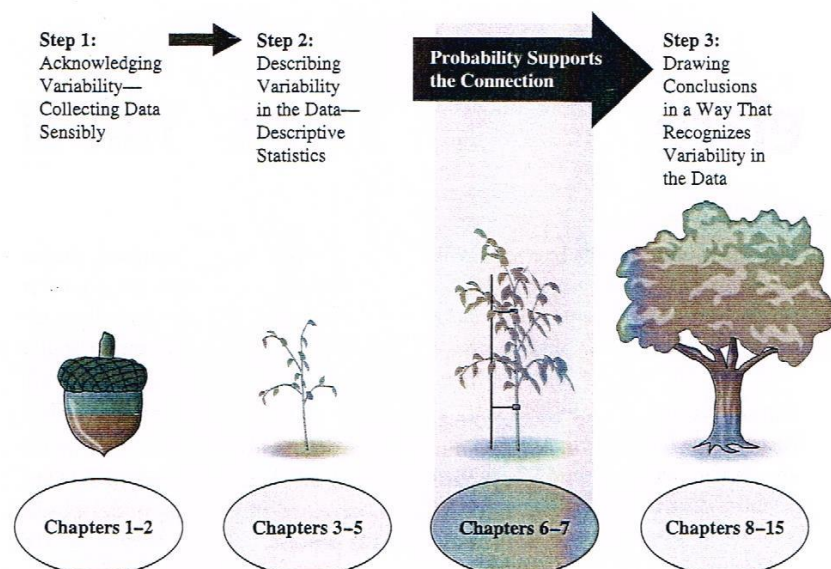 Step 1:
Acknowledging
Variability—
Collecting Data
Sensibly
Step 2:
Describing
Variability
in the Data—
Descriptive
Statistics
Probability Supports
the Connection
Step 3:
Drawing
Conclusions
in a Way That
Recognizes
Variability in
the Data
Chapters 1–2
Chapters 3–5
Chapters 6–7
Chapters 8–15